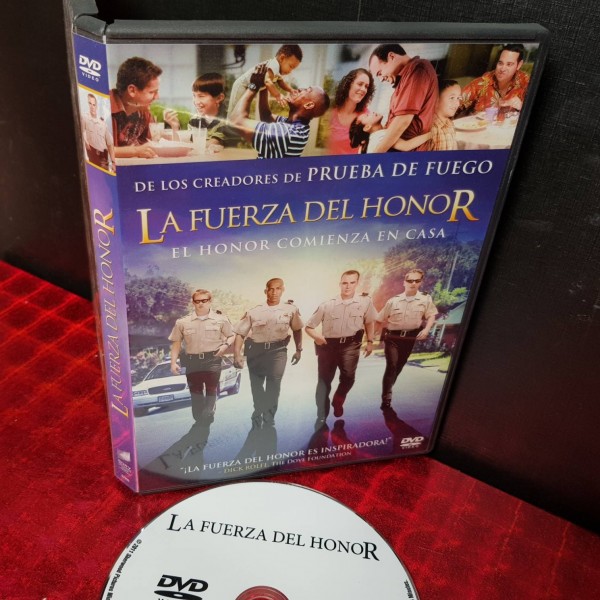 DVD
VIDEO
LA FUERZA DEL HONOR
DE LOS CREADORES DE PRUEBA DE FUEGO
LA FUERZA DEL HONOR
EL HONOR COMIENZA EN CASA
"¡LA FUERZA DEL HONOR ES INSPIRADORA!"
DICK ROLFE, THE DOVE FOUNDATION
DVD
VIDEO
LA FUERZA DEL HONOR
DVD